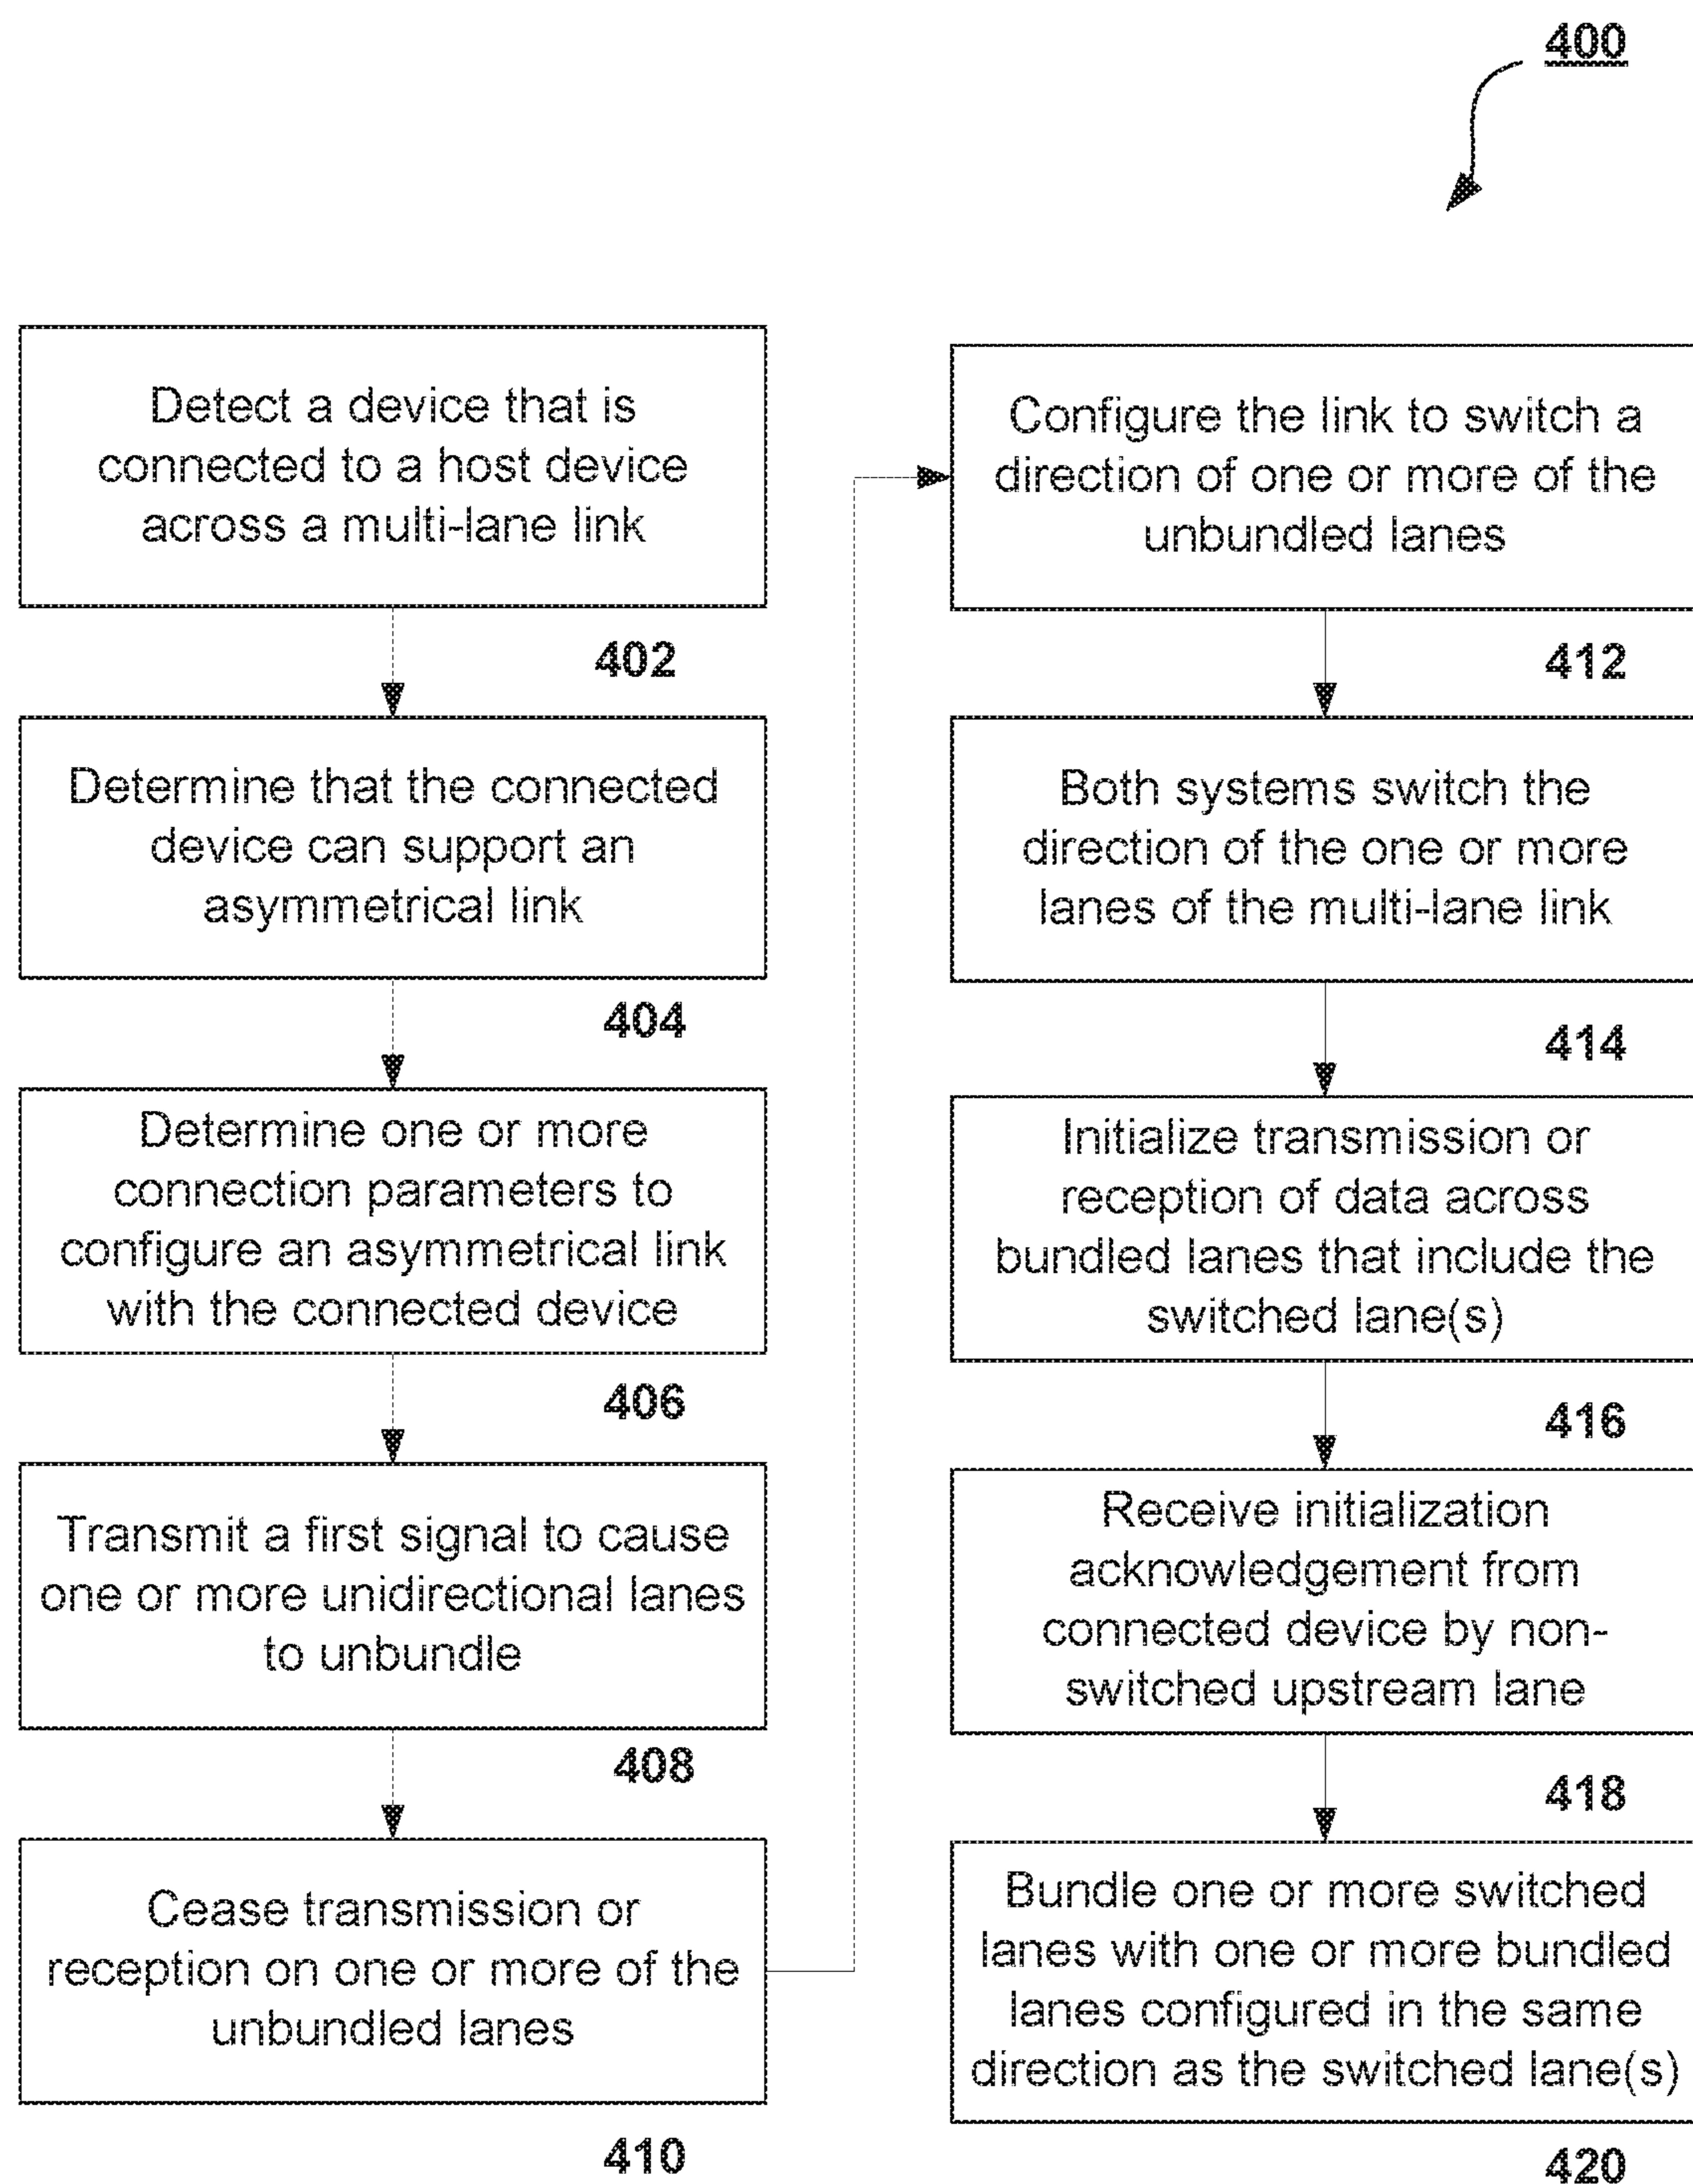 400
Detect a device that is
connected to a host device
across a multi-lane link
402
Determine that the connected
device can support an
asymmetrical link
404
Determine one or more
connection parameters to
configure an asymmetrical link
with the connected device
406
Transmit a first signal to cause
one or more unidirectional lanes
to unbundle
408
Cease transmission or
reception on one or more of the
unbundled lanes
410
Configure the link to switch a
direction of one or more of the
unbundled lanes
412
Both systems switch the
direction of the one or more
lanes of the multi-lane link
414
Initialize transmission or
reception of data across
bundled lanes that include the
switched lane(s)
416
Receive initialization
acknowledgement from
connected device by non-
switched upstream lane
418
Bundle one or more switched
lanes with one or more bundled
lanes configured in the same
direction as the switched lane(s)
420